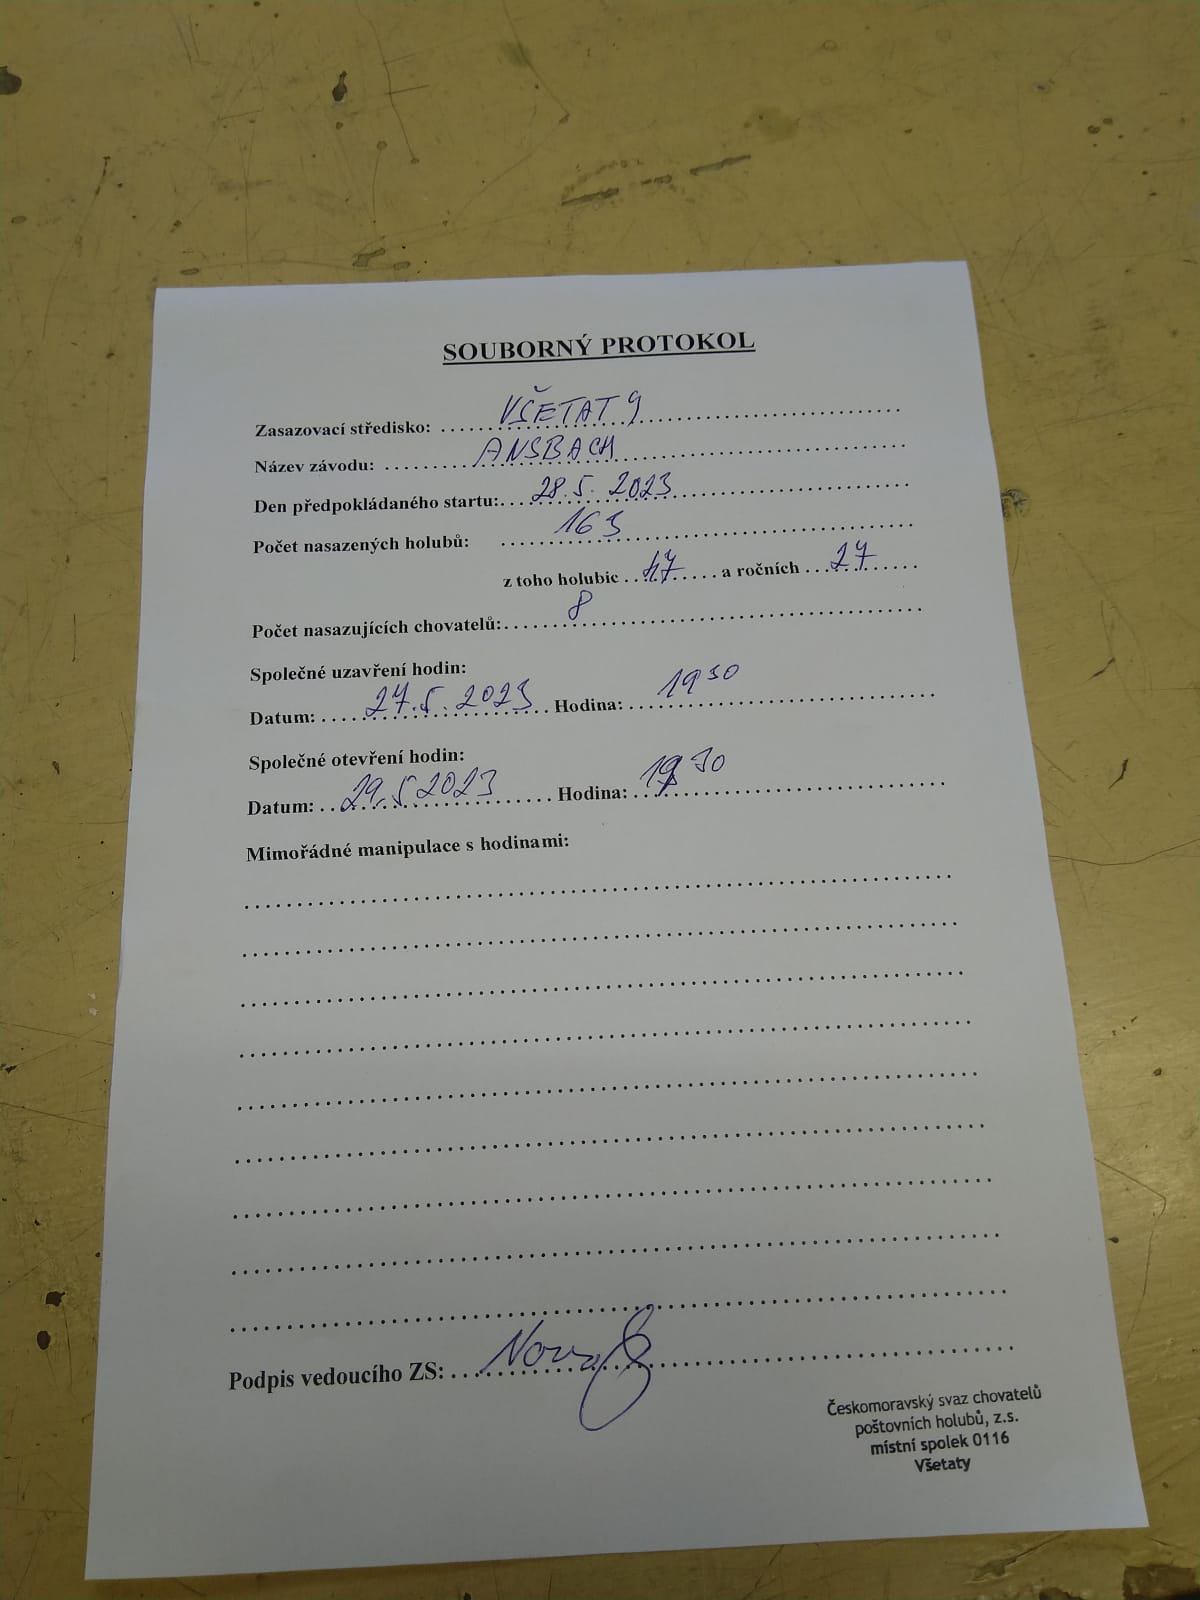 SOUBORNÝ PROTOKOL
Zasazovací středisko: VŠETATY
Název závodu: ANSBACH
Den předpokládaného startu: 28.5. 2023
Počet nasazených holubů: 163
z toho holubic 47 a ročních 27
Počet nasazujících chovatelů: 8
Společné uzavření hodin:
Datum: 27.5. 2023 Hodina: 19 30
Společné otevření hodin:
Datum: 29.5 2023 Hodina: 19 30
Mimořádné manipulace s hodinami:
Podpis vedoucího ZS:
Českomoravský svaz chovatelů
poštovních holubů, z.s.
místní spolek 0116
Všetaty